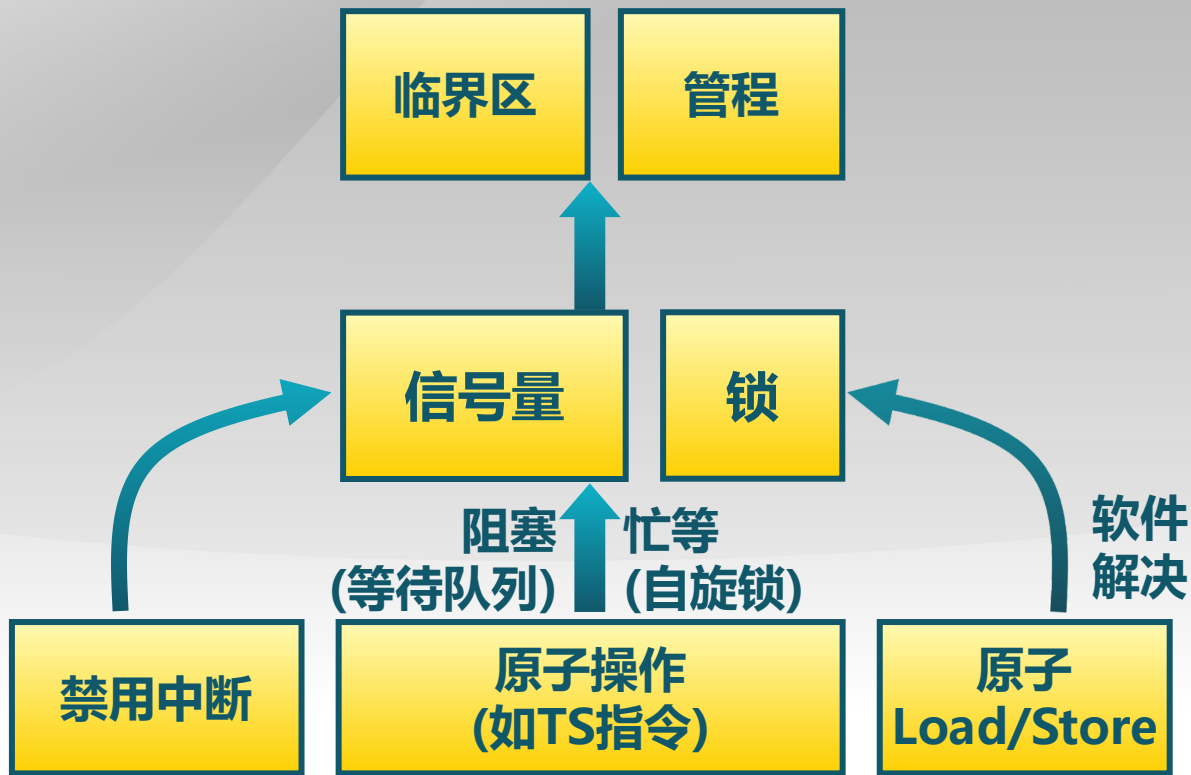 临界区
管程
信号量
锁
阻塞
(等待队列)
忙等
(自旋锁)
软件
解决
禁用中断
原子操作
(如TS指令)
原子
Load/Store